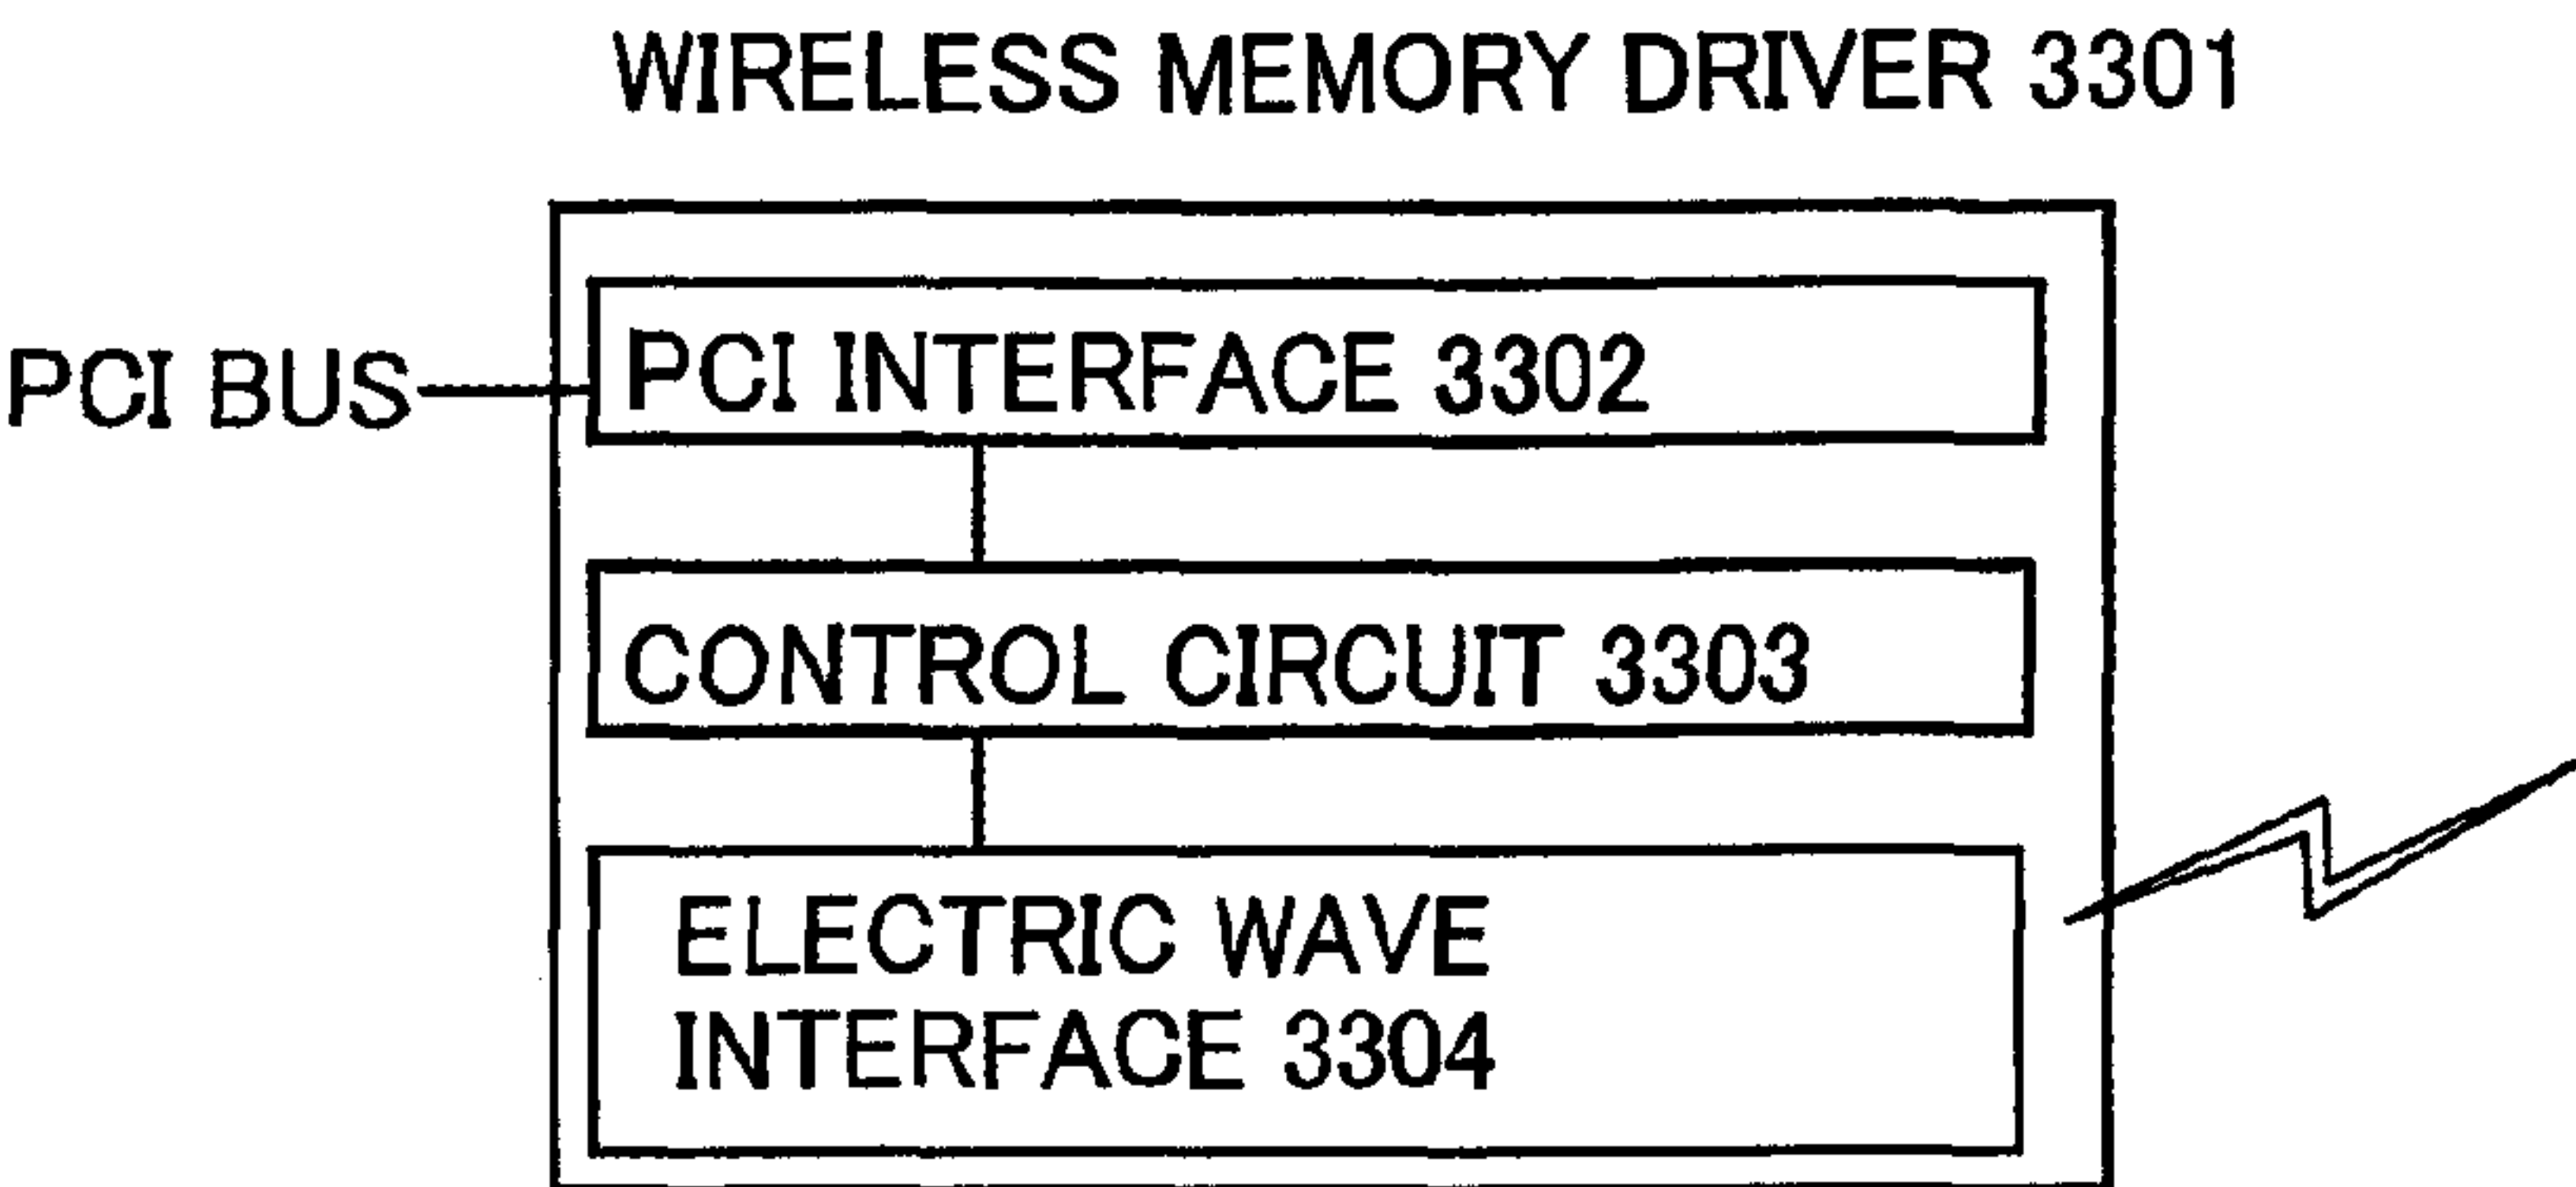 WIRELESS MEMORY DRIVER 3301
PCI BUS
PCI INTERFACE 3302
CONTROL CIRCUIT 3303
ELECTRIC WAVE
INTERFACE 3304